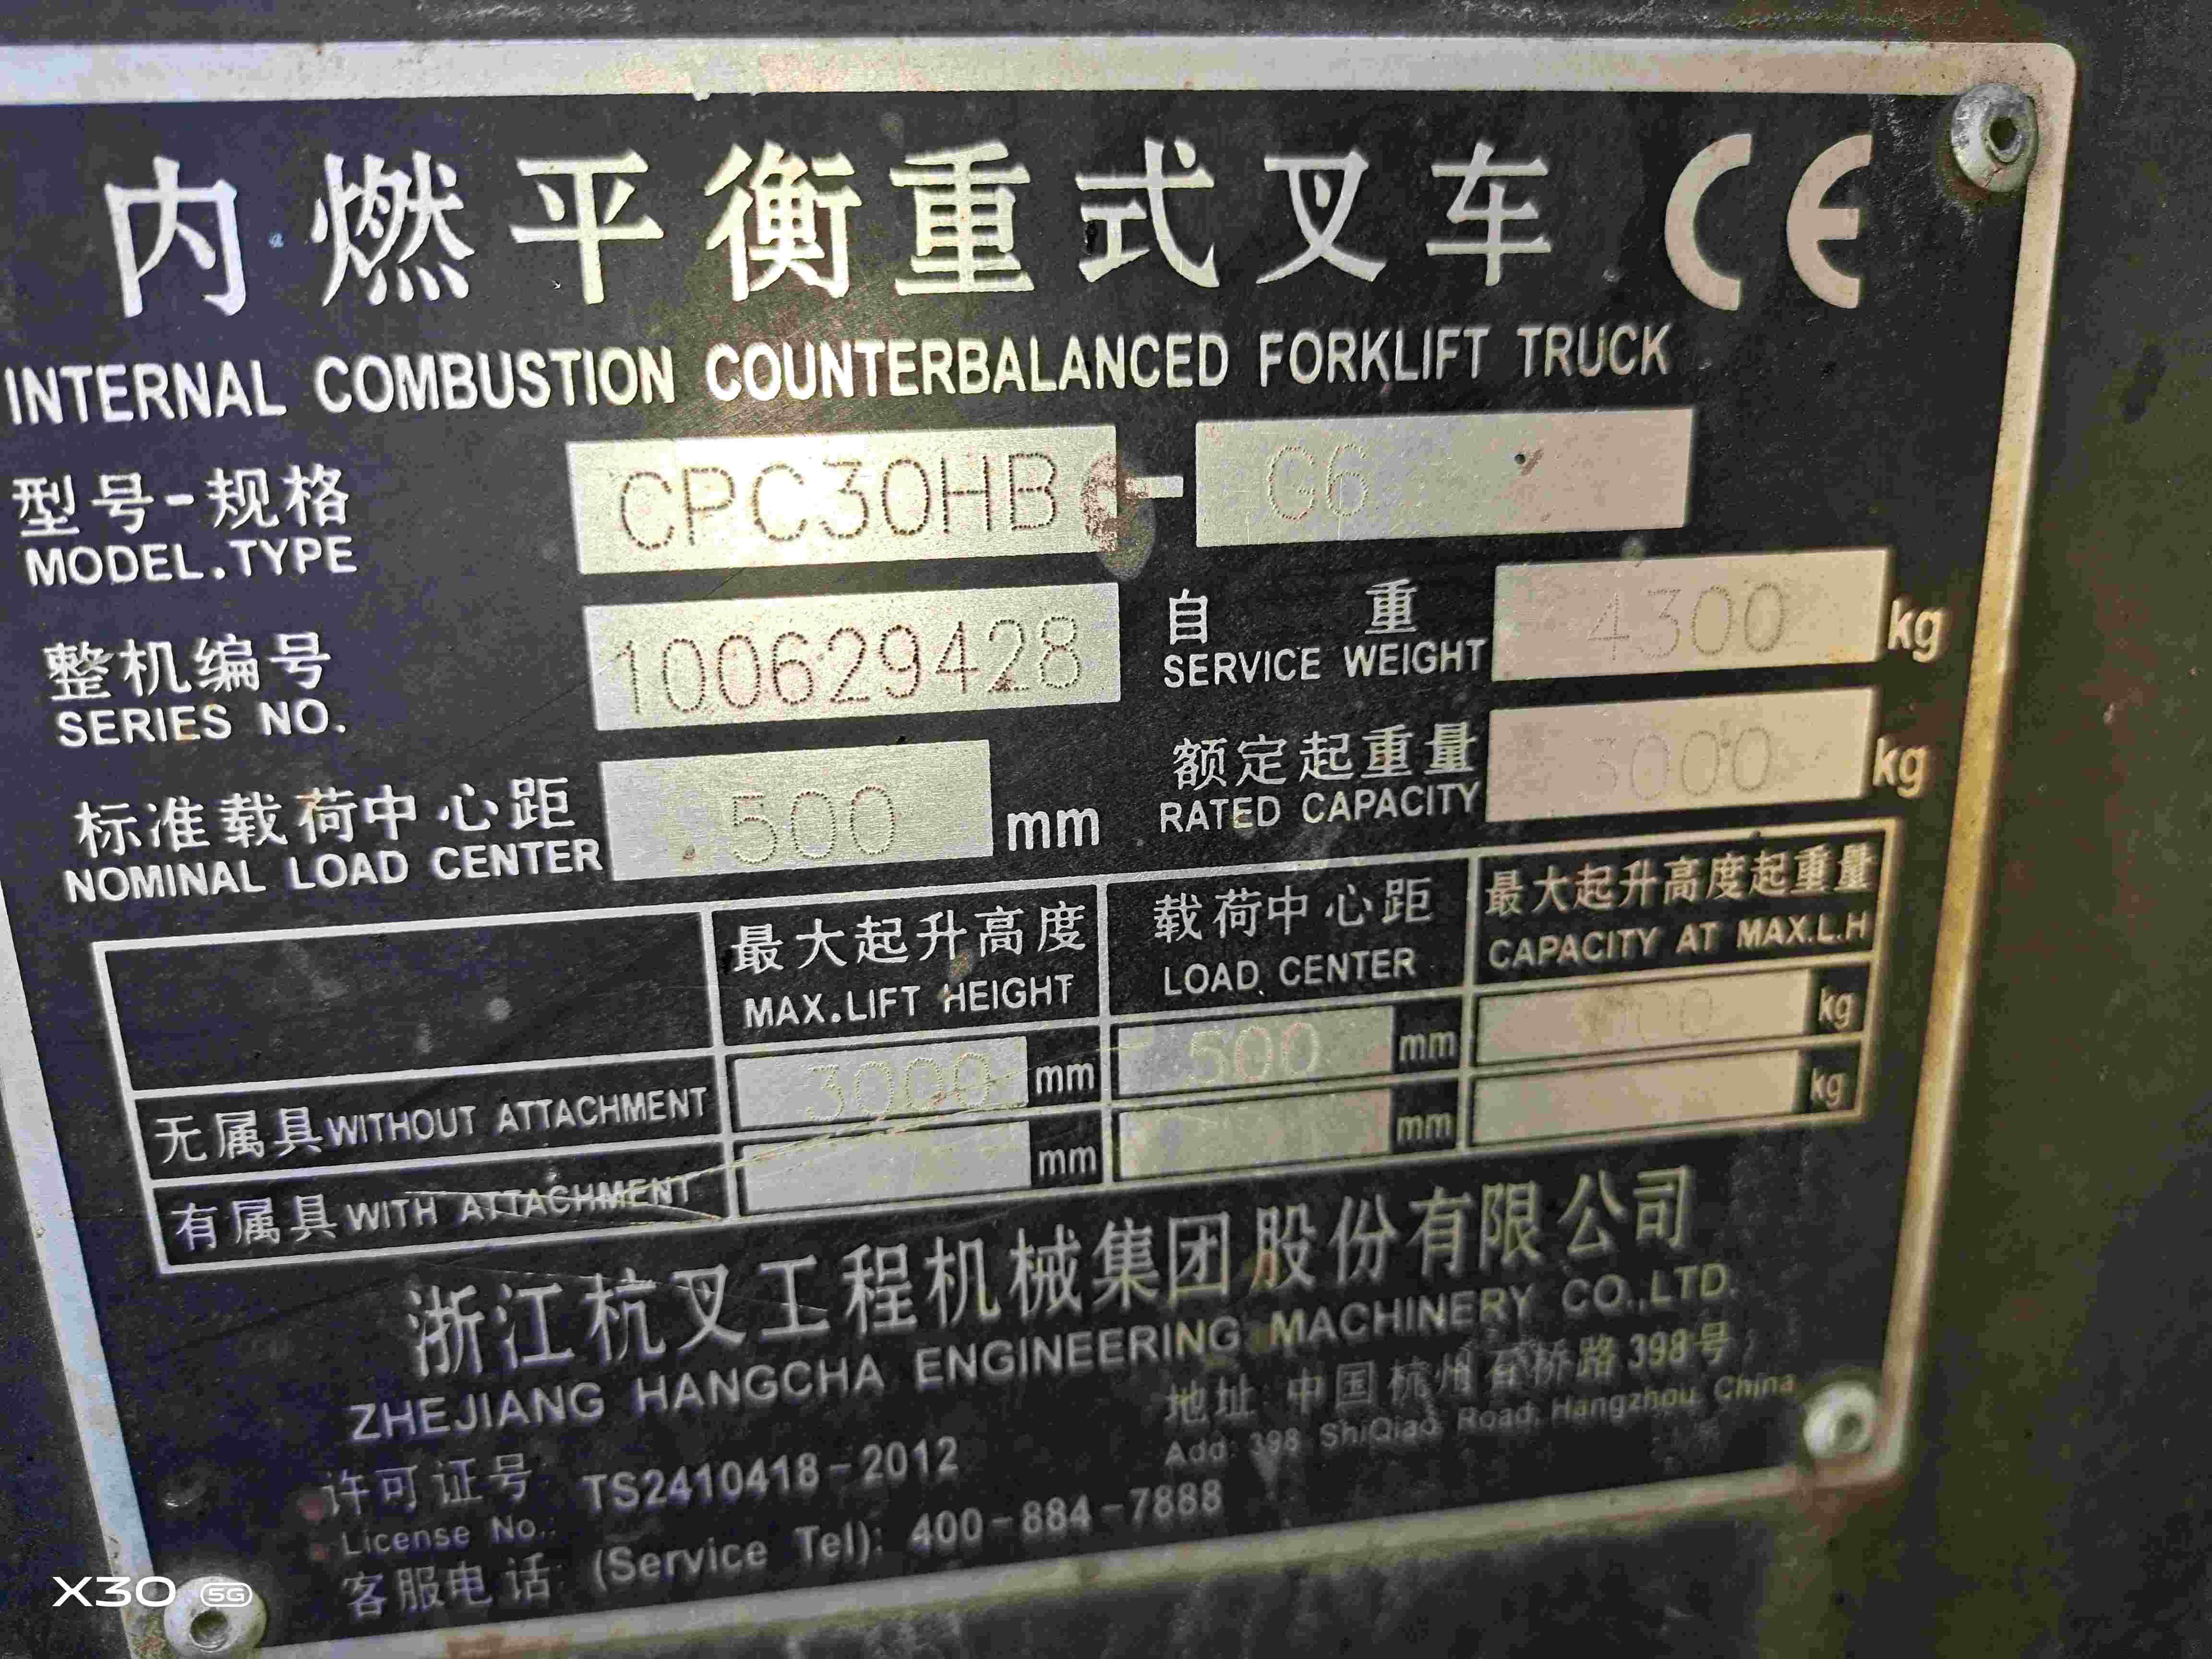 内燃平衡重式叉车 CE
INTERNAL COMBUSTION COUNTERBALANCED FORKLIFT TRUCK
型号-规格 CPC30HB - G6
MODEL.TYPE
整机编号 100629428 自重 4300 kg
SERIES NO. SERVICE WEIGHT
标准载荷中心距 500 mm 额定起重量 3000 kg
NOMINAL LOAD CENTER RATED CAPACITY
最大起升高度 载荷中心距 最大起升高度起重量
MAX.LIFT HEIGHT LOAD CENTER CAPACITY AT MAX.L.H
无属具 WITHOUT ATTACHMENT 3000 mm 500 mm kg
有属具 WITH ATTACHMENT mm mm kg
浙江杭叉工程机械集团股份有限公司
ZHEJIANG HANGCHA ENGINEERING MACHINERY CO.,LTD.
许可证号 TS2410418-2012 地址: 中国杭州石桥路398号
License No.: Add: 398 ShiQiao Road, Hangzhou, China
客服电话 (Service Tel): 400-884-7888
X30 5G